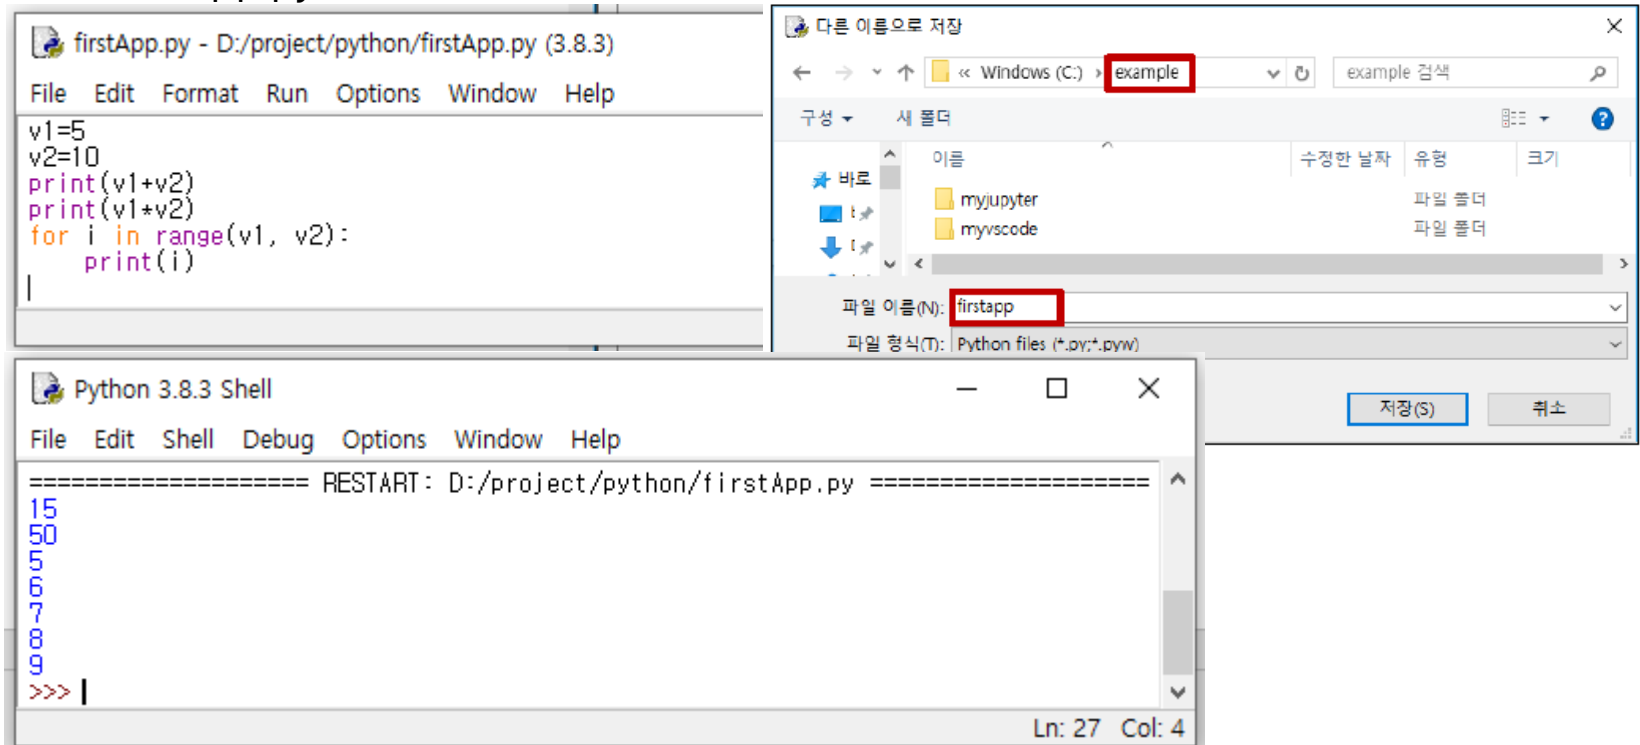 firstApp.py - D:/project/python/firstApp.py (3.8.3)
File Edit Format Run Options Window Help
v1=5
v2=10
print(v1+v2)
print(v1*v2)
for i in range(v1, v2):
    print(i)
다른 이름으로 저장
« Windows (C:) › example
example 검색
구성 새 폴더
이름 수정한 날짜 유형 크기
바로
myjupyter 파일 폴더
myvscode 파일 폴더
파일 이름(N): firstapp
파일 형식(T): Python files (*.py;*.pyw)
저장(S) 취소
Python 3.8.3 Shell
File Edit Shell Debug Options Window Help
==================== RESTART: D:/project/python/firstApp.py ====================
15
50
5
6
7
8
9
>>>
Ln: 27 Col: 4